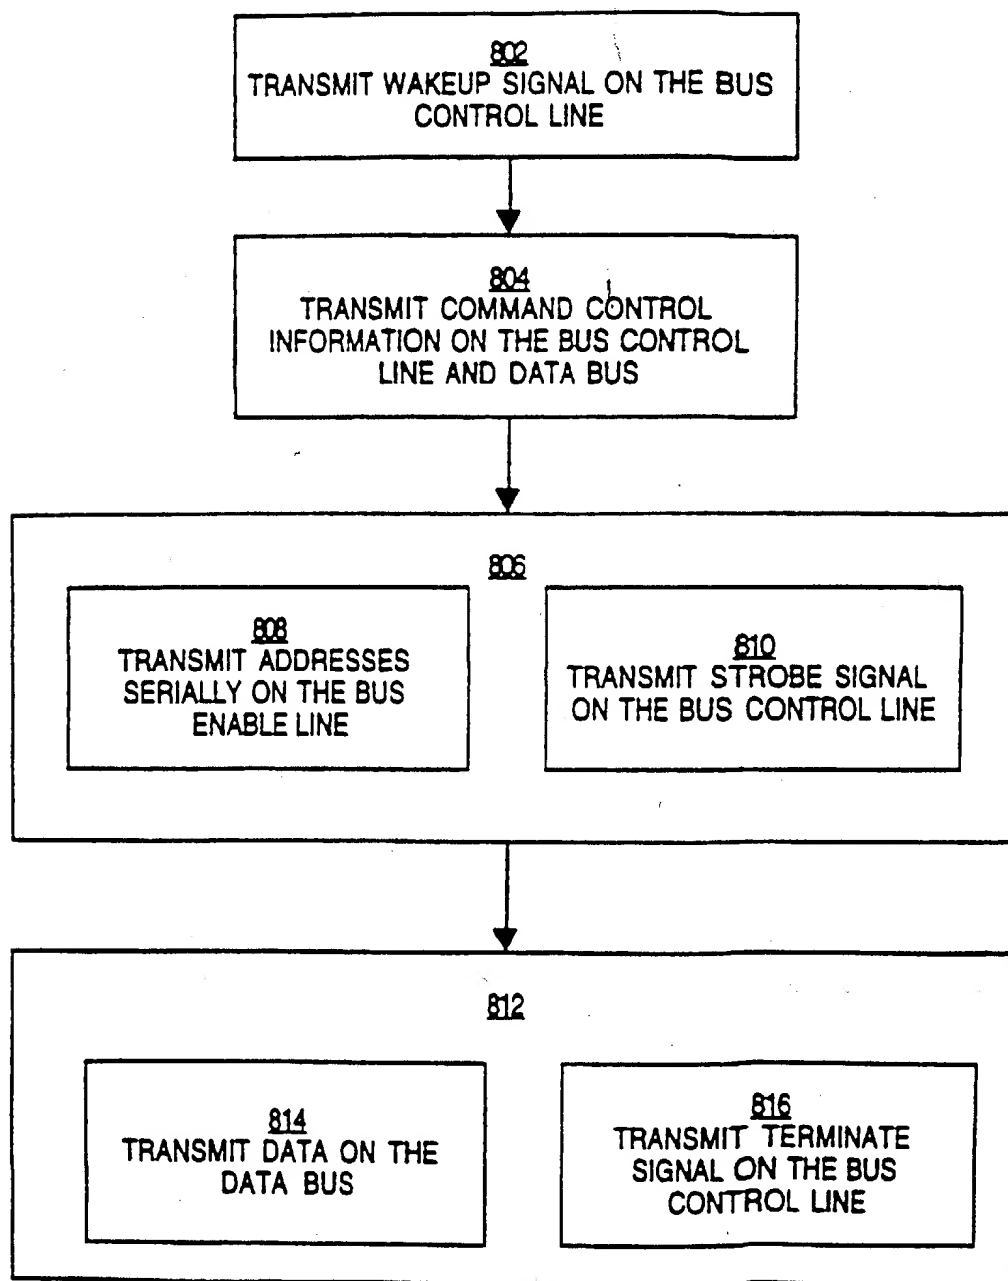 802
TRANSMIT WAKEUP SIGNAL ON THE BUS
CONTROL LINE
804
TRANSMIT COMMAND CONTROL
INFORMATION ON THE BUS CONTROL
LINE AND DATA BUS
806
808
TRANSMIT ADDRESSES
SERIALLY ON THE BUS
ENABLE LINE
810
TRANSMIT STROBE SIGNAL
ON THE BUS CONTROL LINE
812
814
TRANSMIT DATA ON THE
DATA BUS
816
TRANSMIT TERMINATE
SIGNAL ON THE BUS
CONTROL LINE